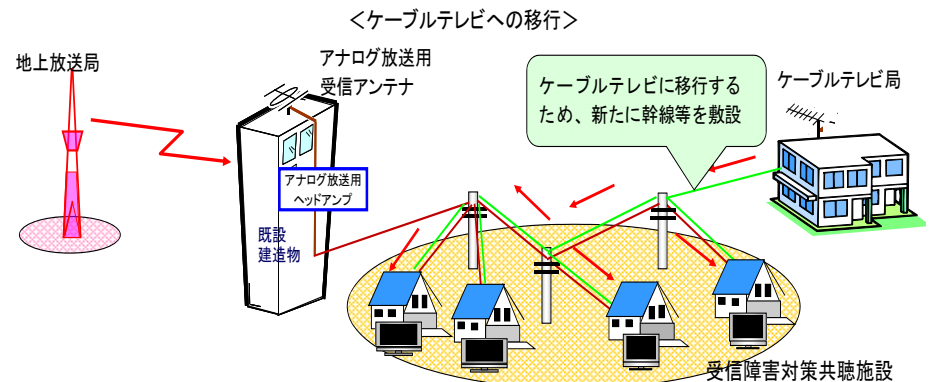 ＜ケーブルテレビへの移行＞
地上放送局
アナログ放送用
受信アンテナ
ケーブルテレビに移行する
ため、新たに幹線等を敷設
ケーブルテレビ局
アナログ放送用
ヘッドアンプ
既設
建造物
受信障害対策共聴施設